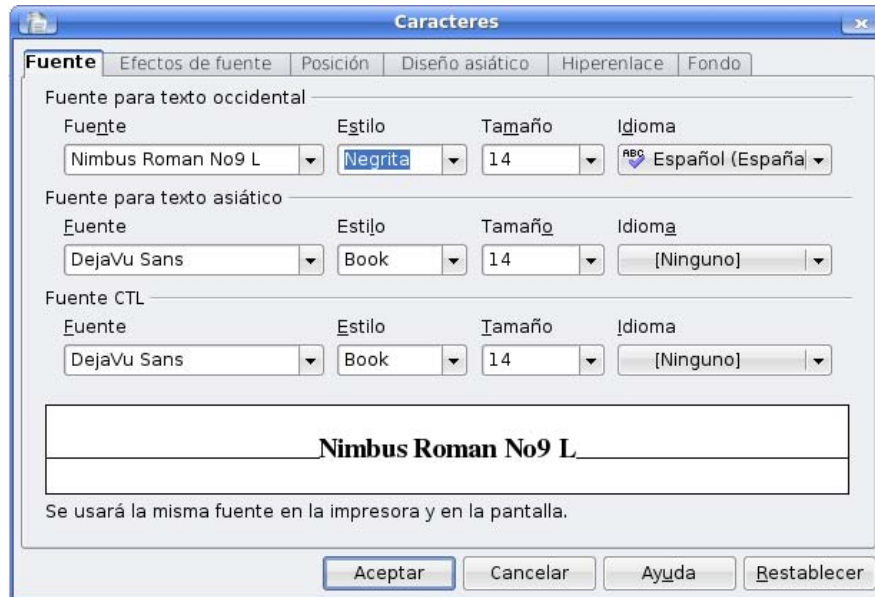 Caracteres
Fuente Efectos de fuente Posición Diseño asiático Hiperenlace Fondo
Fuente para texto occidental
Fuente Estilo Tamaño Idioma
Nimbus Roman No9 L Negrita 14 ABC Español (España
Fuente para texto asiático
Fuente Estilo Tamaño Idioma
DejaVu Sans Book 14 [Ninguno]
Fuente CTL
Fuente Estilo Tamaño Idioma
DejaVu Sans Book 14 [Ninguno]
Nimbus Roman No9 L
Se usará la misma fuente en la impresora y en la pantalla.
Aceptar Cancelar Ayuda Restablecer